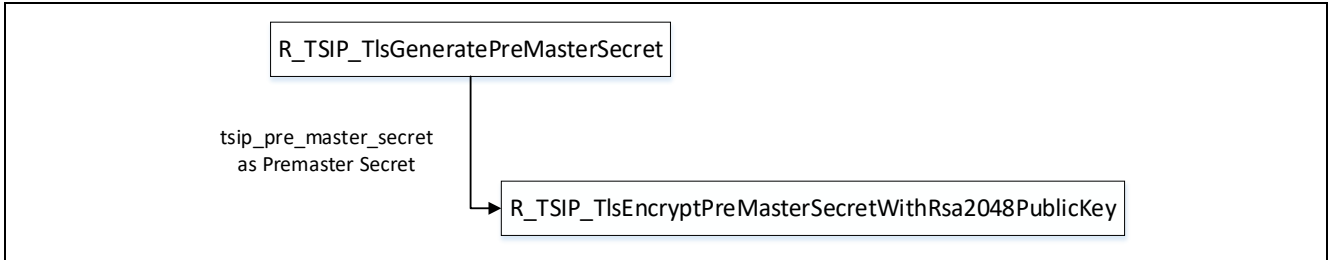 R_TSIP_TlsGeneratePreMasterSecret
tsip_pre_master_secret
as Premaster Secret
R_TSIP_TlsEncryptPreMasterSecretWithRsa2048PublicKey